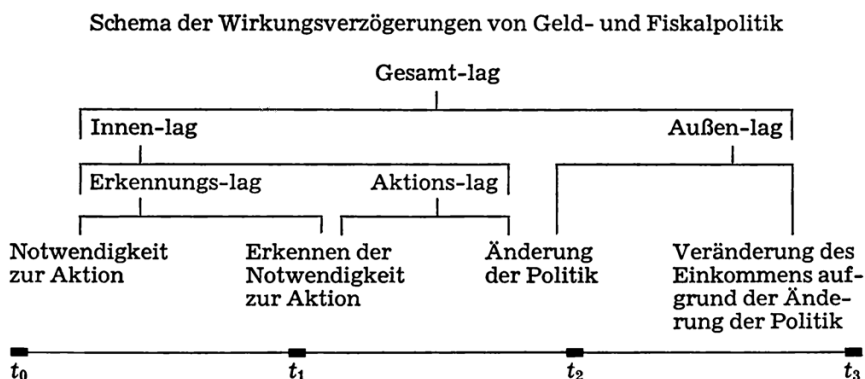 Schema der Wirkungsverzögerungen von Geld- und Fiskalpolitik
Gesamt-lag
Innen-lag
Außen-lag
Erkennungs-lag
Aktions-lag
Notwendigkeit
zur Aktion
Erkennen der
Notwendigkeit
zur Aktion
Änderung
der Politik
Veränderung des
Einkommens auf-
grund der Ände-
rung der Politik
t0 t1 t2 t3